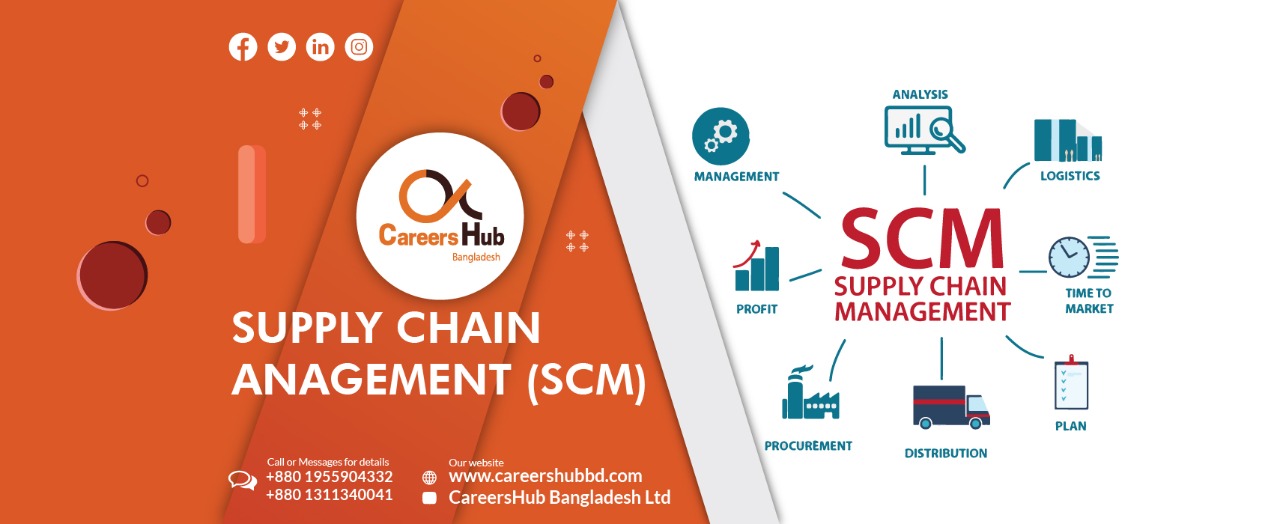 Careers Hub
Bangladesh
SUPPLY CHAIN
ANAGEMENT (SCM)
Call or Messages for details
+880 1955904332
+880 1311340041
Our website
www.careershubbd.com
CareersHub Bangladesh Ltd
ANALYSIS
MANAGEMENT
LOGISTICS
SCM
SUPPLY CHAIN
MANAGEMENT
PROFIT
TIME TO
MARKET
PROCUREMENT
DISTRIBUTION
PLAN